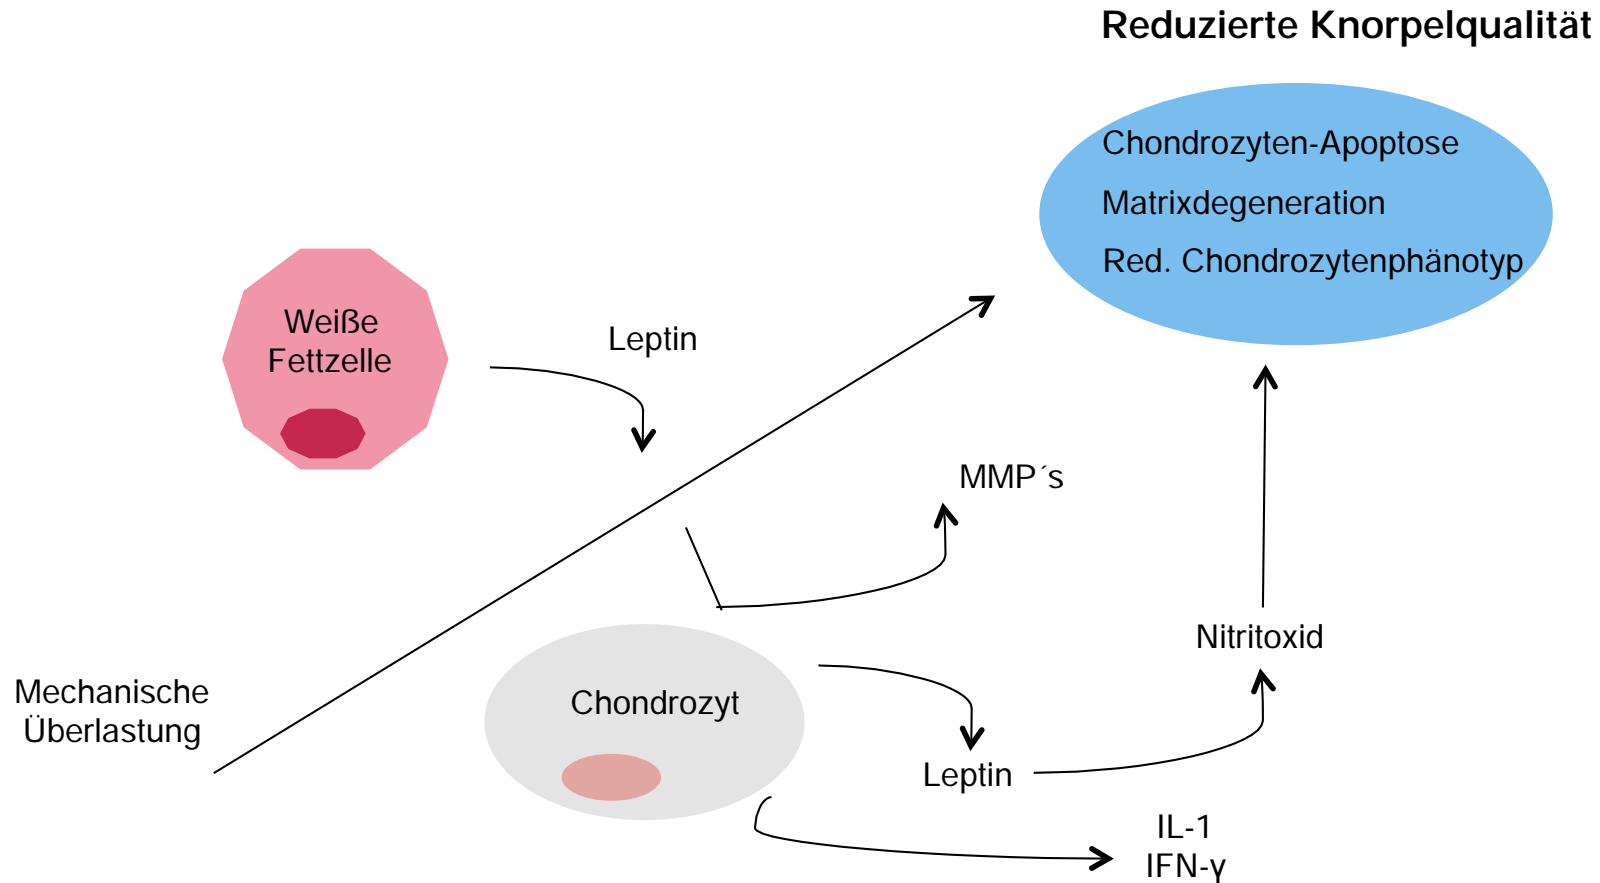 Reduzierte Knorpelqualität
Chondrozyten-Apoptose
Matrixdegeneration
Red. Chondrozytenphänotyp
Weiße
Fettzelle
Leptin
MMP´s
Nitritoxid
Mechanische
Überlastung
Chondrozyt
Leptin
IL-1
IFN-γ